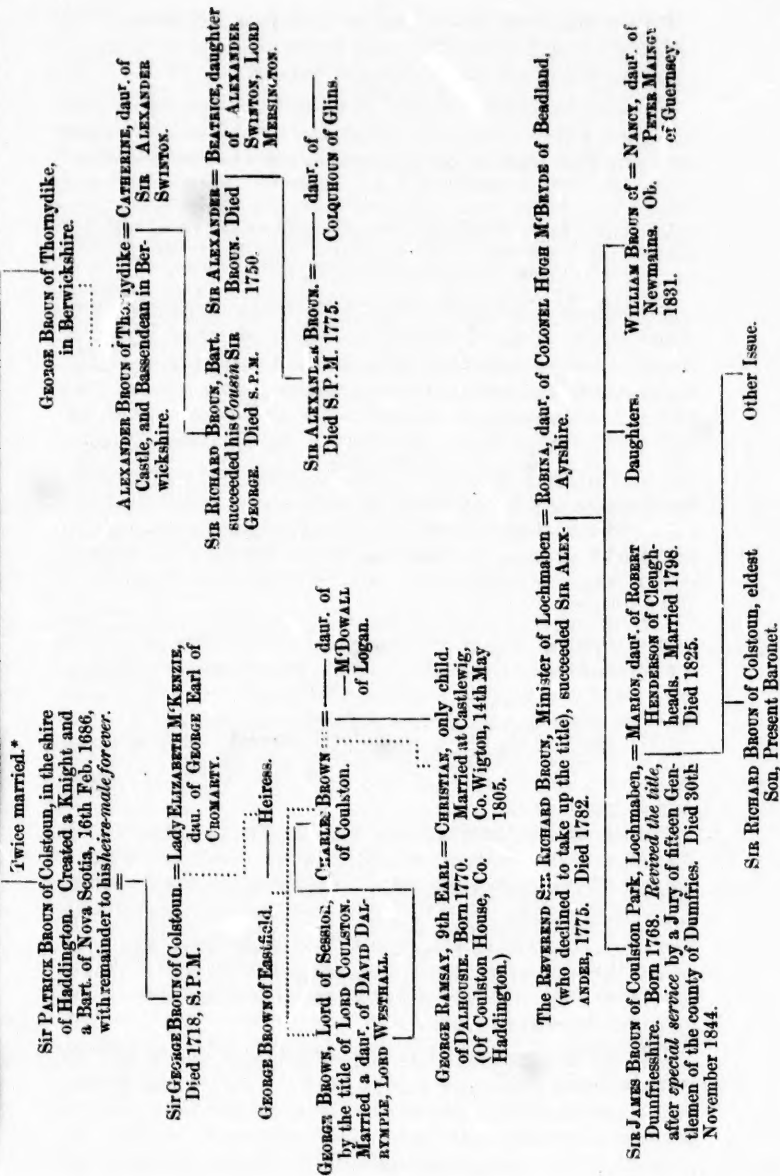 Twice married.*
Sir PATRICK BROUN of Colstoun, in the shire
of Haddington. Created a Knight and
a Bart. of Nova Scotia, 16th Feb. 1686,
with remainder to his heirs-male forever.
GEORGE BROUN of Thornydike,
in Berwickshire.
Sir GEORGE BROUN of Colstoun. = Lady ELIZABETH M'KENZIE,
Died 1718, S. P. M.
dau. of GEORGE Earl of
CROMARTY.
ALEXANDER BROUN of Thornydike = CATHERINE, daur. of
Castle, and Bassendean in Ber-
wickshire.
SIR ALEXANDER
SWINTON.
GEORGE BROWN of Eastfield. —— Heiress.
SIR RICHARD BROUN, Bart.
succeeded his Cousin SIR
GEORGE. Died S.P.M.
SIR ALEXANDER = BEATRICE, daughter
BROUN. Died
1750.
of ALEXANDER
SWINTON, LORD
MERSINGTON.
GEORGE BROWN, Lord of Session,
by the title of LORD COULSTON.
Married a daur. of DAVID DAL-
RYMPLE, LORD WESTHALL.
CHARLES BROWN = —— daur. of
of Coulston.
—M'DOWALL
of Logan.
SIR ALEXANDER BROUN. = —— daur. of ——
Died S. P. M. 1775.
COLQUHOUN of Glins.
GEORGE RAMSAY, 9th EARL = CHRISTIAN, only child.
of DALHOUSIE. Born 1770.
(Of Coulston House, Co.
Haddington.)
Married at Castlewig,
Co. Wigton, 14th May
1805.
The REVEREND SIR RICHARD BROUN, Minister of Lochmaben = ROBINA, daur. of COLONEL HUGH M'BRYDE of Beadland,
(who declined to take up the title), succeeded SIR ALEX-
ANDER, 1775. Died 1782.
Ayrshire.
SIR JAMES BROUN of Coulston Park, Lochmaben, = MARION, daur. of ROBERT
Dumfriesshire. Born 1768. Revived the title,
after special service by a Jury of fifteen Gen-
tlemen of the county of Dumfries. Died 30th
November 1844.
HENDERSON of Cleugh-
heads. Married 1798.
Died 1825.
Daughters.
WILLIAM BROUN of = NANCY, daur. of
Newmains. Ob.
1831.
PETER MAINGY
of Guernsey.
SIR RICHARD BROUN of Colstoun, eldest
Son, Present Baronet.
Other Issue.